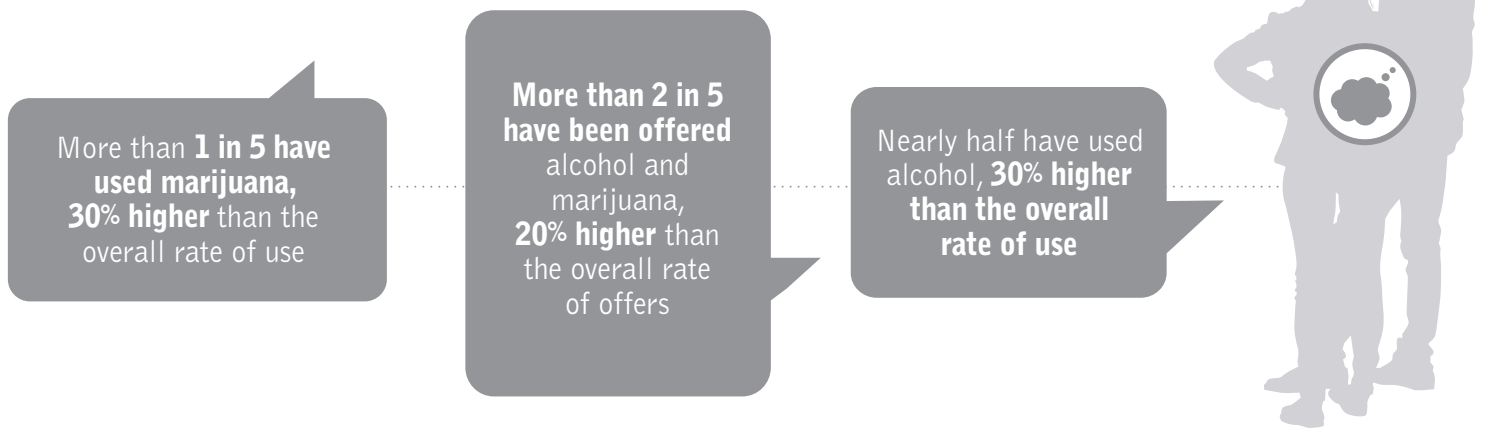 More than 1 in 5 have
used marijuana,
30% higher than the
overall rate of use
More than 2 in 5
have been offered
alcohol and
marijuana,
20% higher than
the overall rate
of offers
Nearly half have used
alcohol, 30% higher
than the overall
rate of use